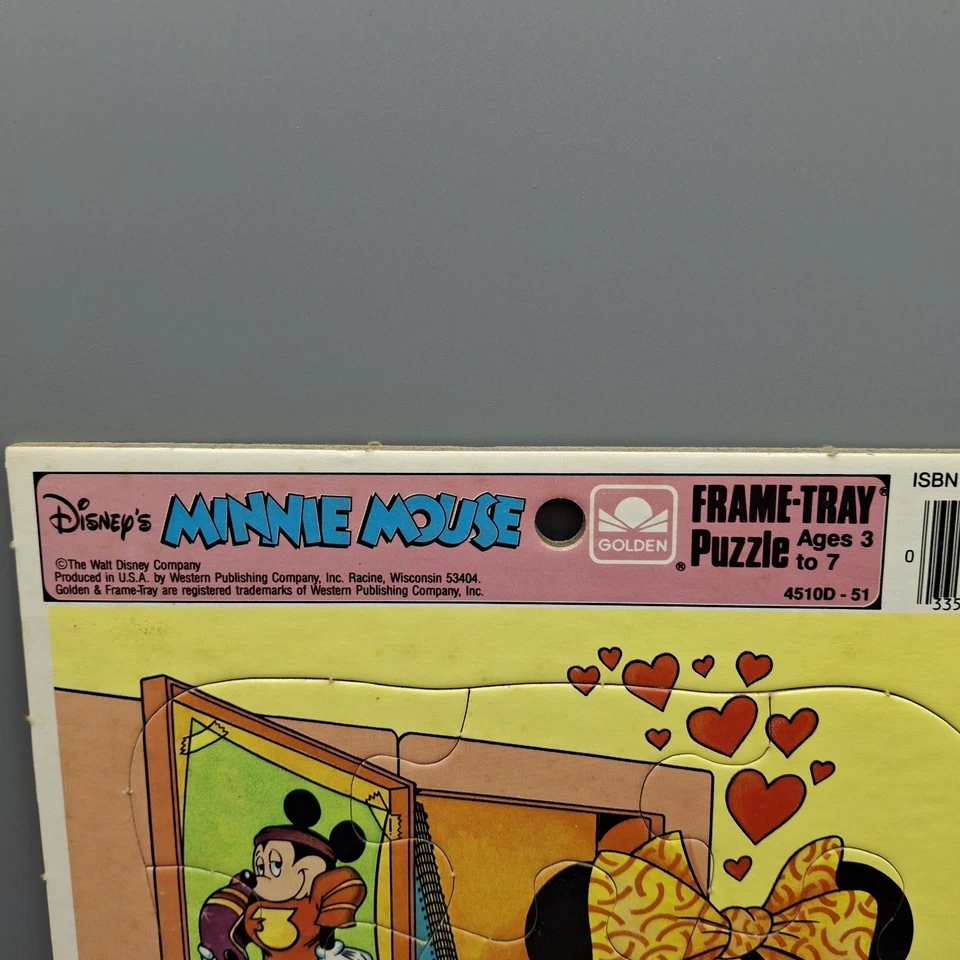 Disney's MINNIE MOUSE
©The Walt Disney Company
Produced in U.S.A. by Western Publishing Company, Inc. Racine, Wisconsin 53404.
Golden & Frame-Tray are registered trademarks of Western Publishing Company, Inc.
GOLDEN ®
FRAME-TRAY®
Puzzle Ages 3 to 7
4510D - 51
ISBN
0
335